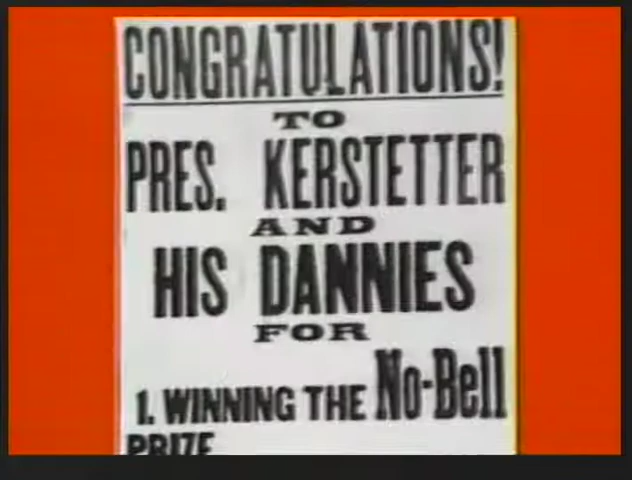 CONGRATULATIONS!
TO
PRES. KERSTETTER
AND
HIS DANNIES
FOR
1. WINNING THE No-Bell
PRIZE